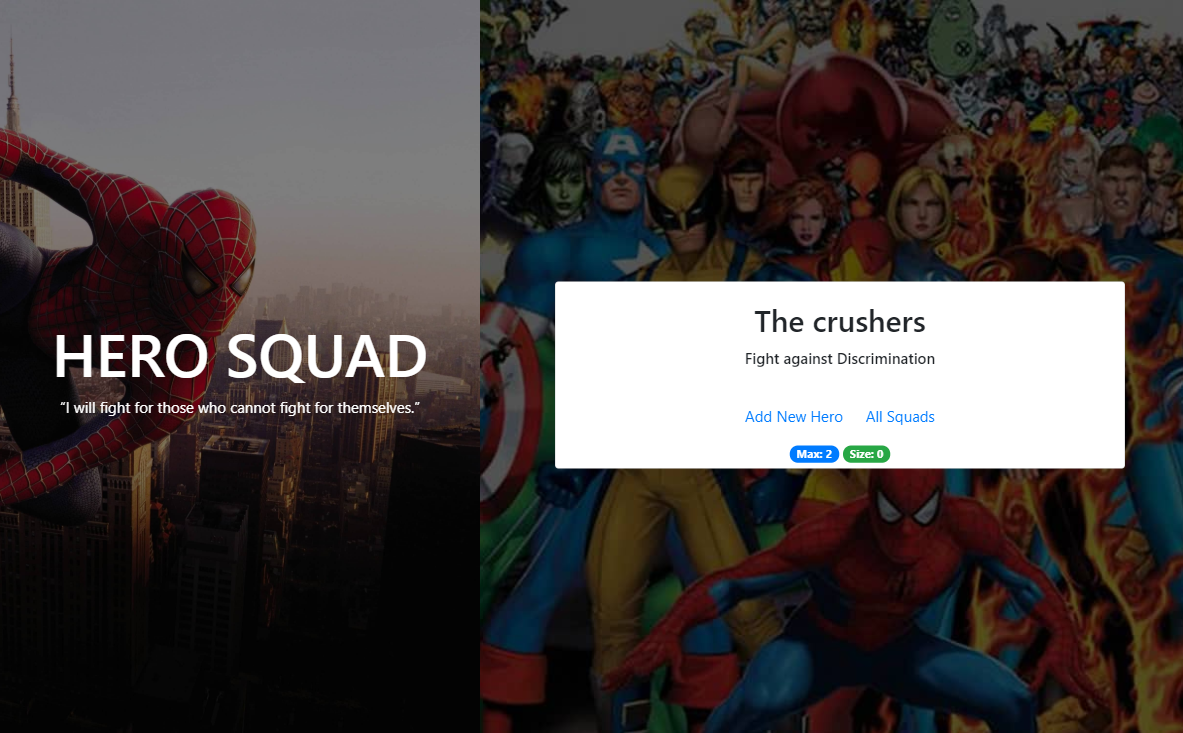 HERO SQUAD
“I will fight for those who cannot fight for themselves.”
The crushers
Fight against Discrimination
Add New Hero All Squads
Max: 2 Size: 0